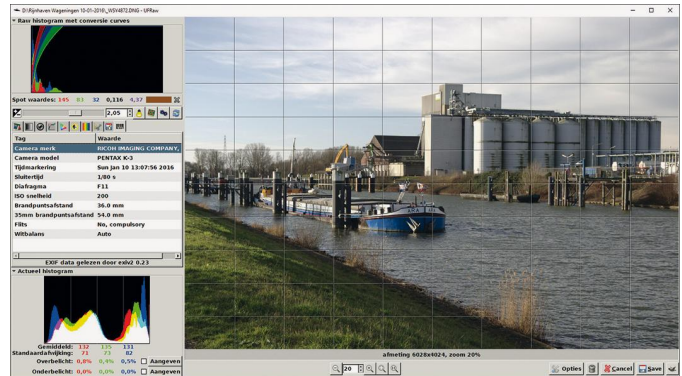 D:\Rijnhaven Wageningen 10-01-2016\_WSV4872.DNG - UFRaw
Raw histogram met conversie curves
Spot waardes: 145 83 32 0,116 4,37
2,05
Tag Waarde
Camera merk RICOH IMAGING COMPANY,
Camera model PENTAX K-3
Tijdmarkering Sun Jan 10 13:07:56 2016
Sluitertijd 1/80 s
Diafragma F11
ISO snelheid 200
Brandpuntsafstand 36.0 mm
35mm brandpuntsafstand 54.0 mm
Flits No, compulsory
Witbalans Auto
EXIF data gelezen door exiv2 0.23
Actueel histogram
Gemiddeld: 132 135 131
Standaardafwijking: 71 73 82
Overbelicht: 0,8% 0,4% 0,5% Aangeven
Onderbelicht: 0,0% 0,0% 0,0% Aangeven
afmeting 6028x4024, zoom 20%
20
Opties Cancel Save